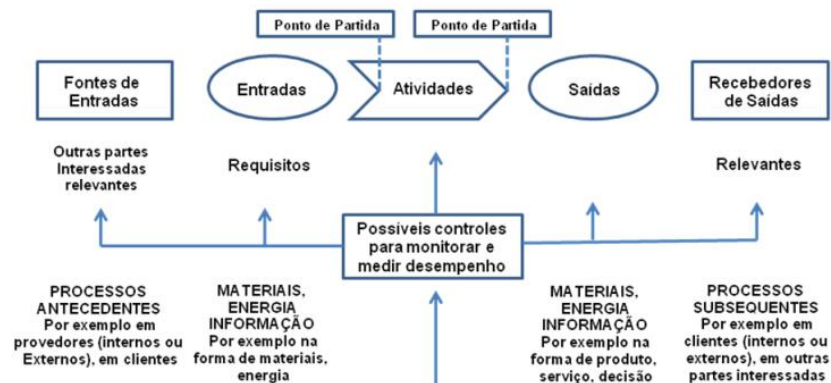 Ponto de Partida
Ponto de Partida
Fontes de
Entradas
Entradas
Atividades
Saídas
Recebedores
de Saídas
Outras partes
Interessadas
relevantes
Requisitos
Relevantes
Possíveis controles
para monitorar e
medir desempenho
PROCESSOS
ANTECEDENTES
Por exemplo em
provedores (internos ou
Externos), em clientes
MATERIAIS,
ENERGIA
INFORMAÇÃO
Por exemplo na
forma de materiais,
energia
MATERIAIS,
ENERGIA
INFORMAÇÃO
Por exemplo na
forma de produto,
serviço, decisão
PROCESSOS
SUBSEQUENTES
Por exemplo em
clientes (internos ou
externos), em outras
partes interessadas